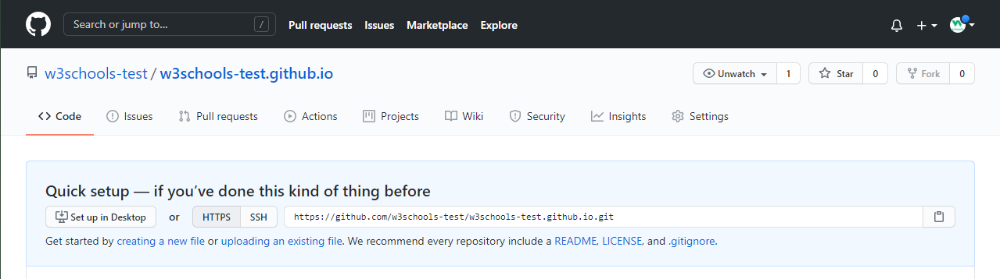 Search or jump to... /
Pull requests Issues Marketplace Explore
w3schools-test / w3schools-test.github.io
Unwatch 1 Star 0 Fork 0
Code Issues Pull requests Actions Projects Wiki Security Insights Settings
Quick setup — if you’ve done this kind of thing before
Set up in Desktop or HTTPS SSH https://github.com/w3schools-test/w3schools-test.github.io.git
Get started by creating a new file or uploading an existing file. We recommend every repository include a README, LICENSE, and .gitignore.